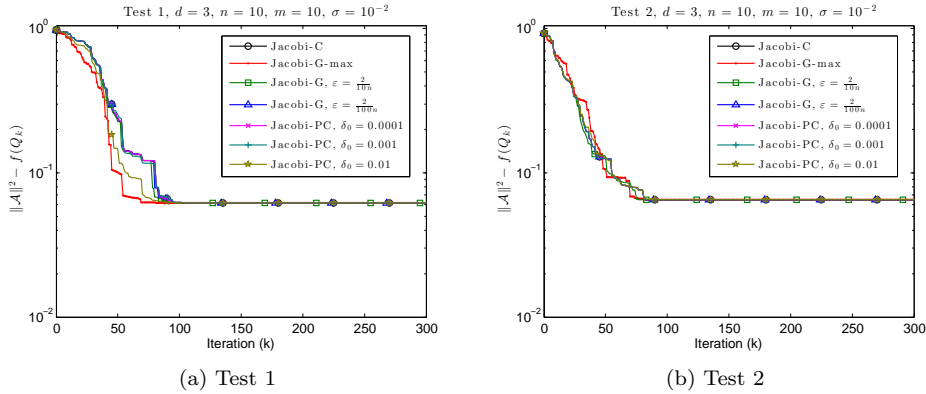 Test 1, d = 3, n = 10, m = 10, σ = 10⁻²
10⁰
10⁻¹
10⁻²
‖𝒜‖² − f(Qₖ)
Jacobi-C
Jacobi-G-max
Jacobi-G, ε = 2/10n
Jacobi-G, ε = 2/100n
Jacobi-PC, δ₀ = 0.0001
Jacobi-PC, δ₀ = 0.001
Jacobi-PC, δ₀ = 0.01
0 50 100 150 200 250 300
Iteration (k)
(a) Test 1
Test 2, d = 3, n = 10, m = 10, σ = 10⁻²
10⁰
10⁻¹
10⁻²
‖𝒜‖² − f(Qₖ)
Jacobi-C
Jacobi-G-max
Jacobi-G, ε = 2/10n
Jacobi-G, ε = 2/100n
Jacobi-PC, δ₀ = 0.0001
Jacobi-PC, δ₀ = 0.001
Jacobi-PC, δ₀ = 0.01
0 50 100 150 200 250 300
Iteration (k)
(b) Test 2